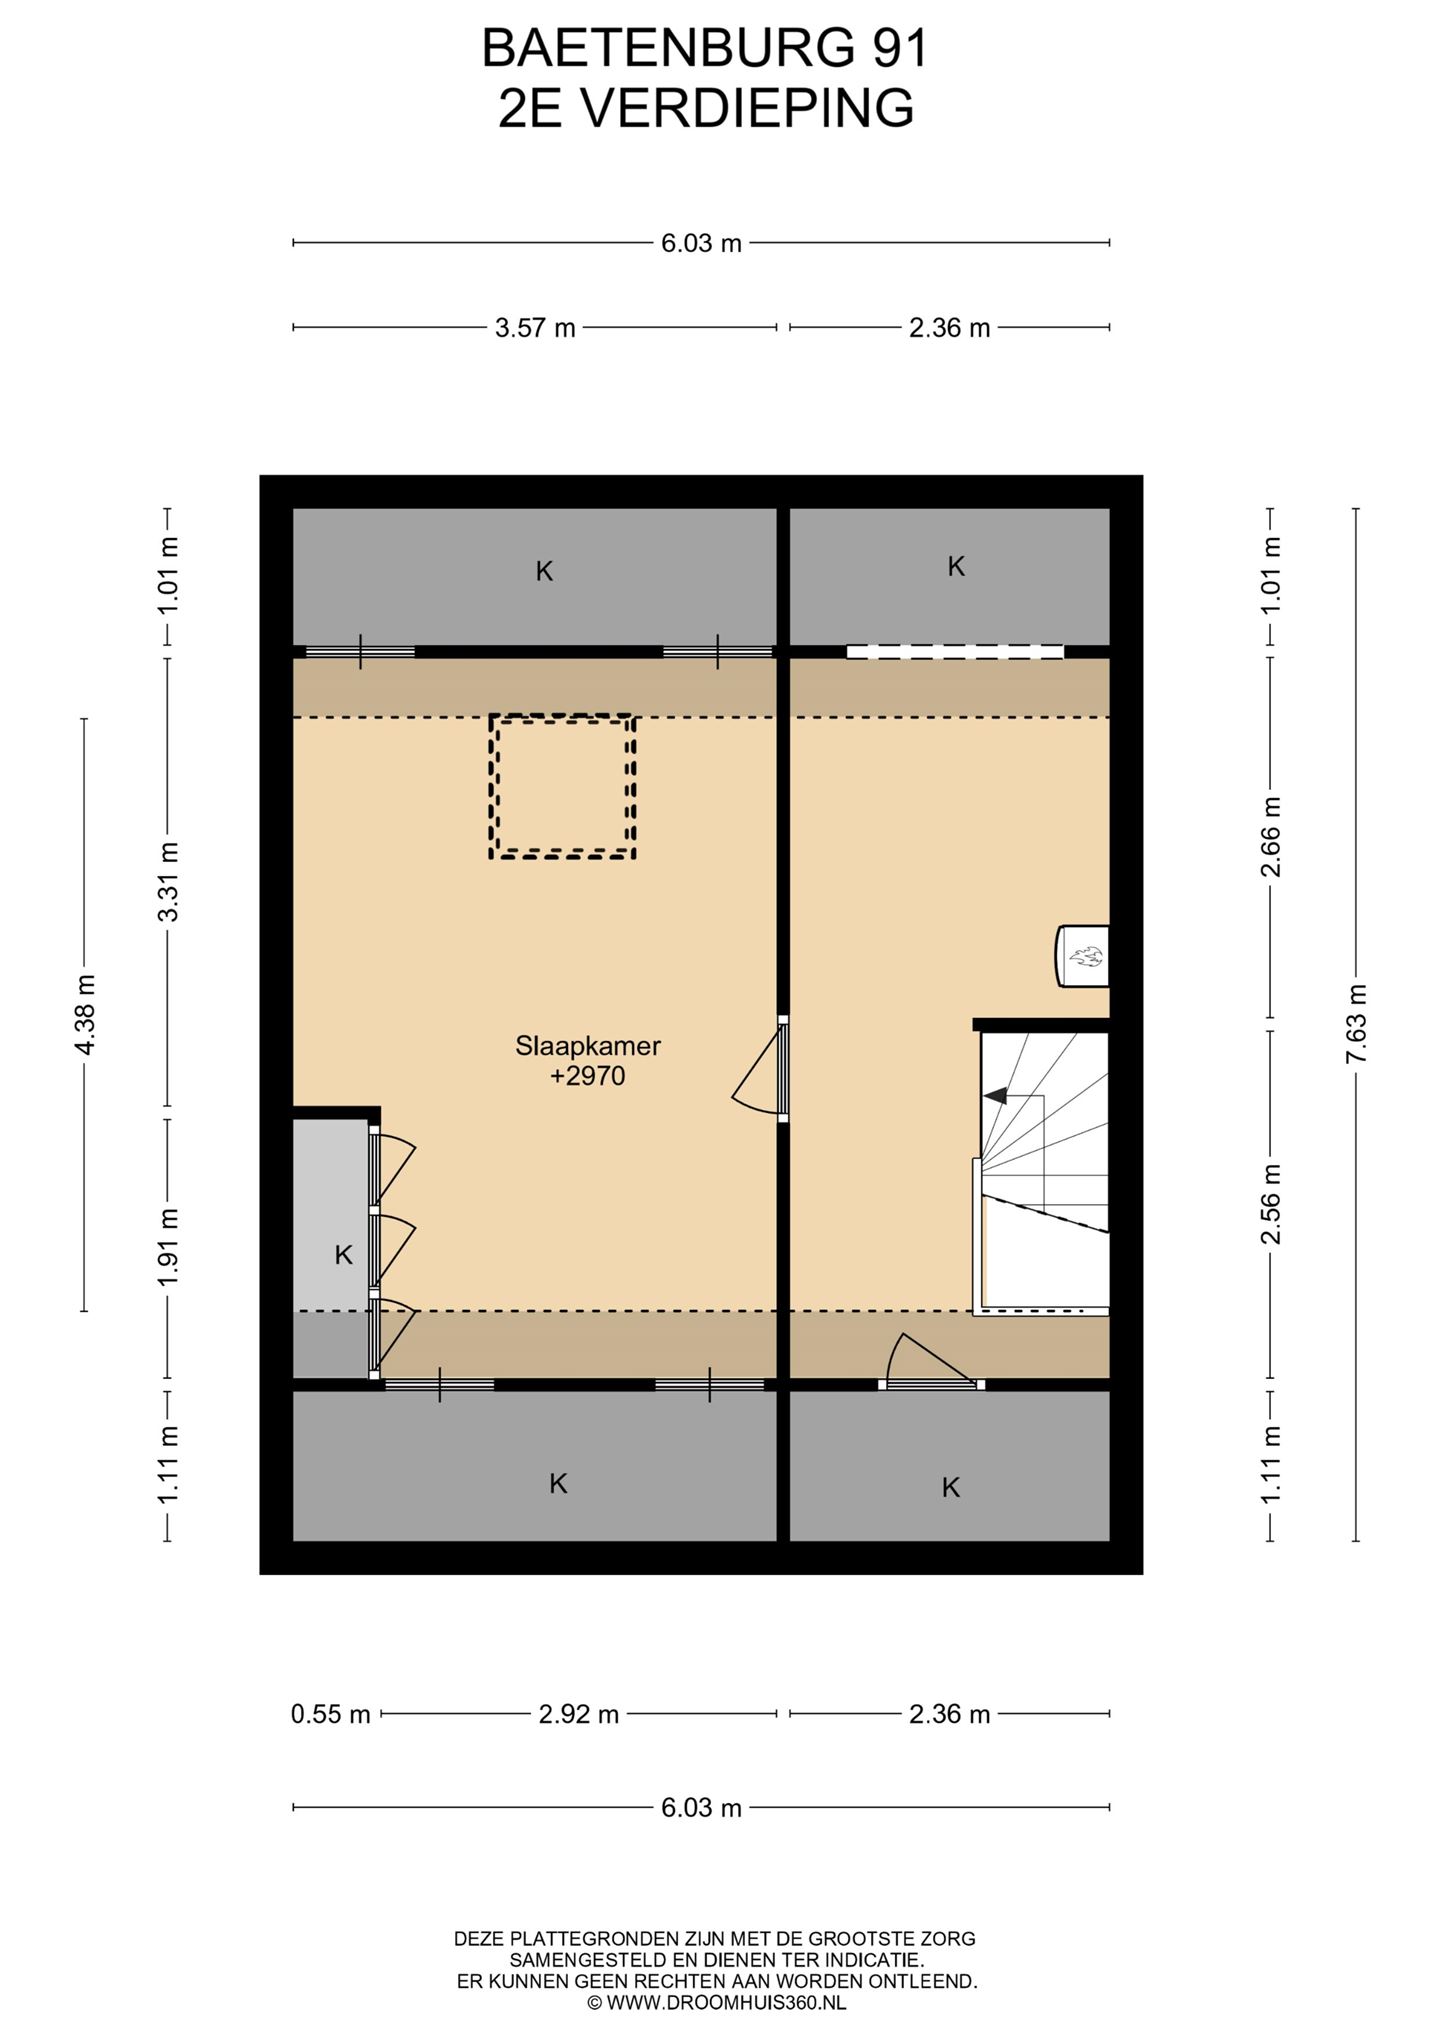 BAETENBURG 91
2E VERDIEPING
6.03 m
3.57 m
2.36 m
1.01 m
1.01 m
K
K
3.31 m
2.66 m
4.38 m
7.63 m
Slaapkamer
+2970
1.91 m
2.56 m
K
1.11 m
1.11 m
K
K
0.55 m
2.92 m
2.36 m
6.03 m
DEZE PLATTEGRONDEN ZIJN MET DE GROOTSTE ZORG
SAMENGESTELD EN DIENEN TER INDICATIE.
ER KUNNEN GEEN RECHTEN AAN WORDEN ONTLEEND.
© WWW.DROOMHUIS360.NL